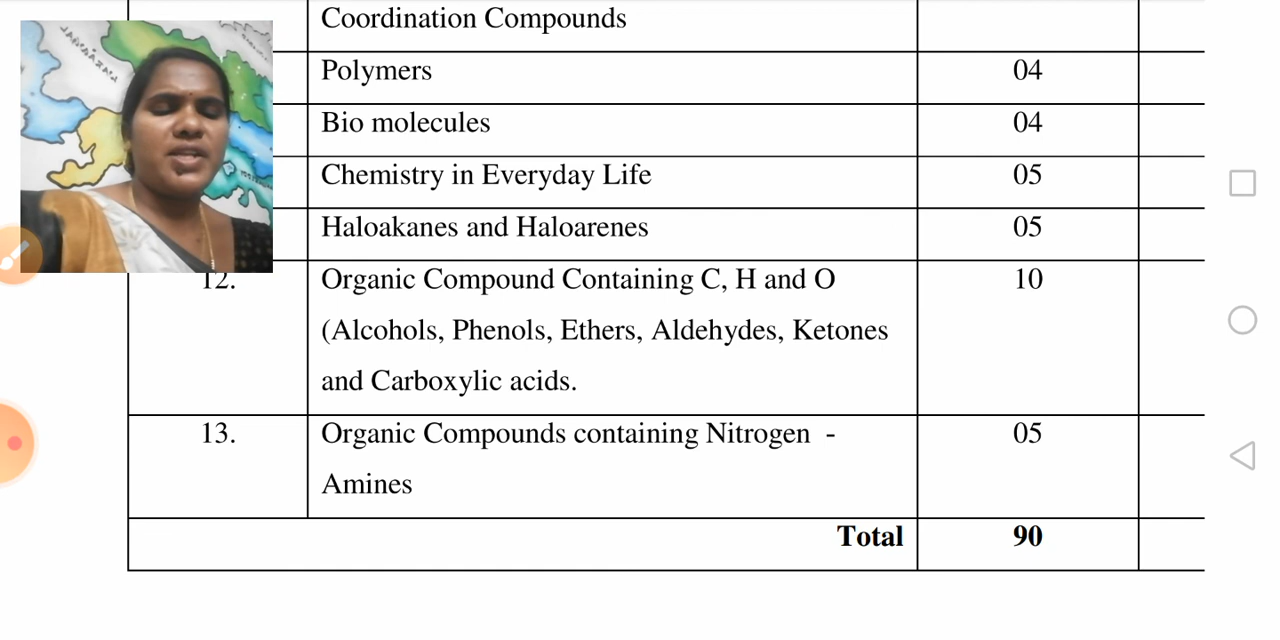 Coordination Compounds
Polymers 04
Bio molecules 04
Chemistry in Everyday Life 05
Haloakanes and Haloarenes 05
12. Organic Compound Containing C, H and O 10
(Alcohols, Phenols, Ethers, Aldehydes, Ketones
and Carboxylic acids.
13. Organic Compounds containing Nitrogen - 05
Amines
Total 90